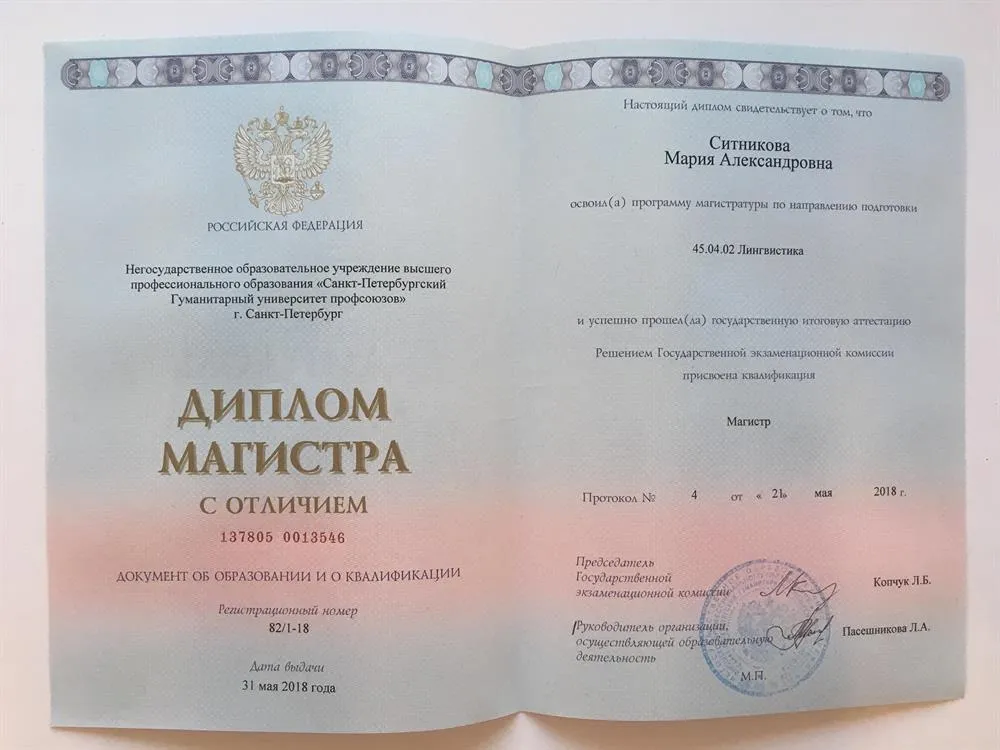 РОССИЙСКАЯ ФЕДЕРАЦИЯ
Негосударственное образовательное учреждение высшего
профессионального образования «Санкт-Петербургский
Гуманитарный университет профсоюзов»
г. Санкт-Петербург
ДИПЛОМ
МАГИСТРА
С ОТЛИЧИЕМ
137805 0013546
ДОКУМЕНТ ОБ ОБРАЗОВАНИИ И О КВАЛИФИКАЦИИ
Регистрационный номер
82/1-18
Дата выдачи
31 мая 2018 года
Настоящий диплом свидетельствует о том, что
Ситникова
Мария Александровна
освоил(а) программу магистратуры по направлению подготовки
45.04.02 Лингвистика
и успешно прошел(ла) государственную итоговую аттестацию
Решением Государственной экзаменационной комиссии
присвоена квалификация
Магистр
Протокол № 4 от « 21» мая 2018 г.
Председатель
Государственной
экзаменационной комиссии
Копчук Л.Б.
Руководитель организации,
осуществляющей образовательную
деятельность
Пасешникова Л.А.
М.П.